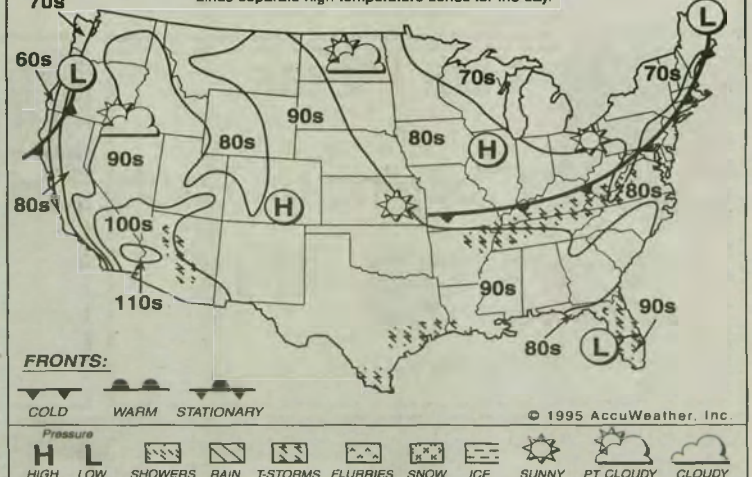 Lines separate high temperature zones for the day.
70s
L
60s
L
70s
70s
90s
80s
80s
H
90s
80s
H
80s
100s
90s
110s
80s
L
90s
FRONTS:
COLD WARM STATIONARY
© 1995 AccuWeather, Inc.
Pressure
H L
HIGH LOW SHOWERS RAIN T-STORMS FLURRIES SNOW ICE SUNNY PT. CLOUDY CLOUDY